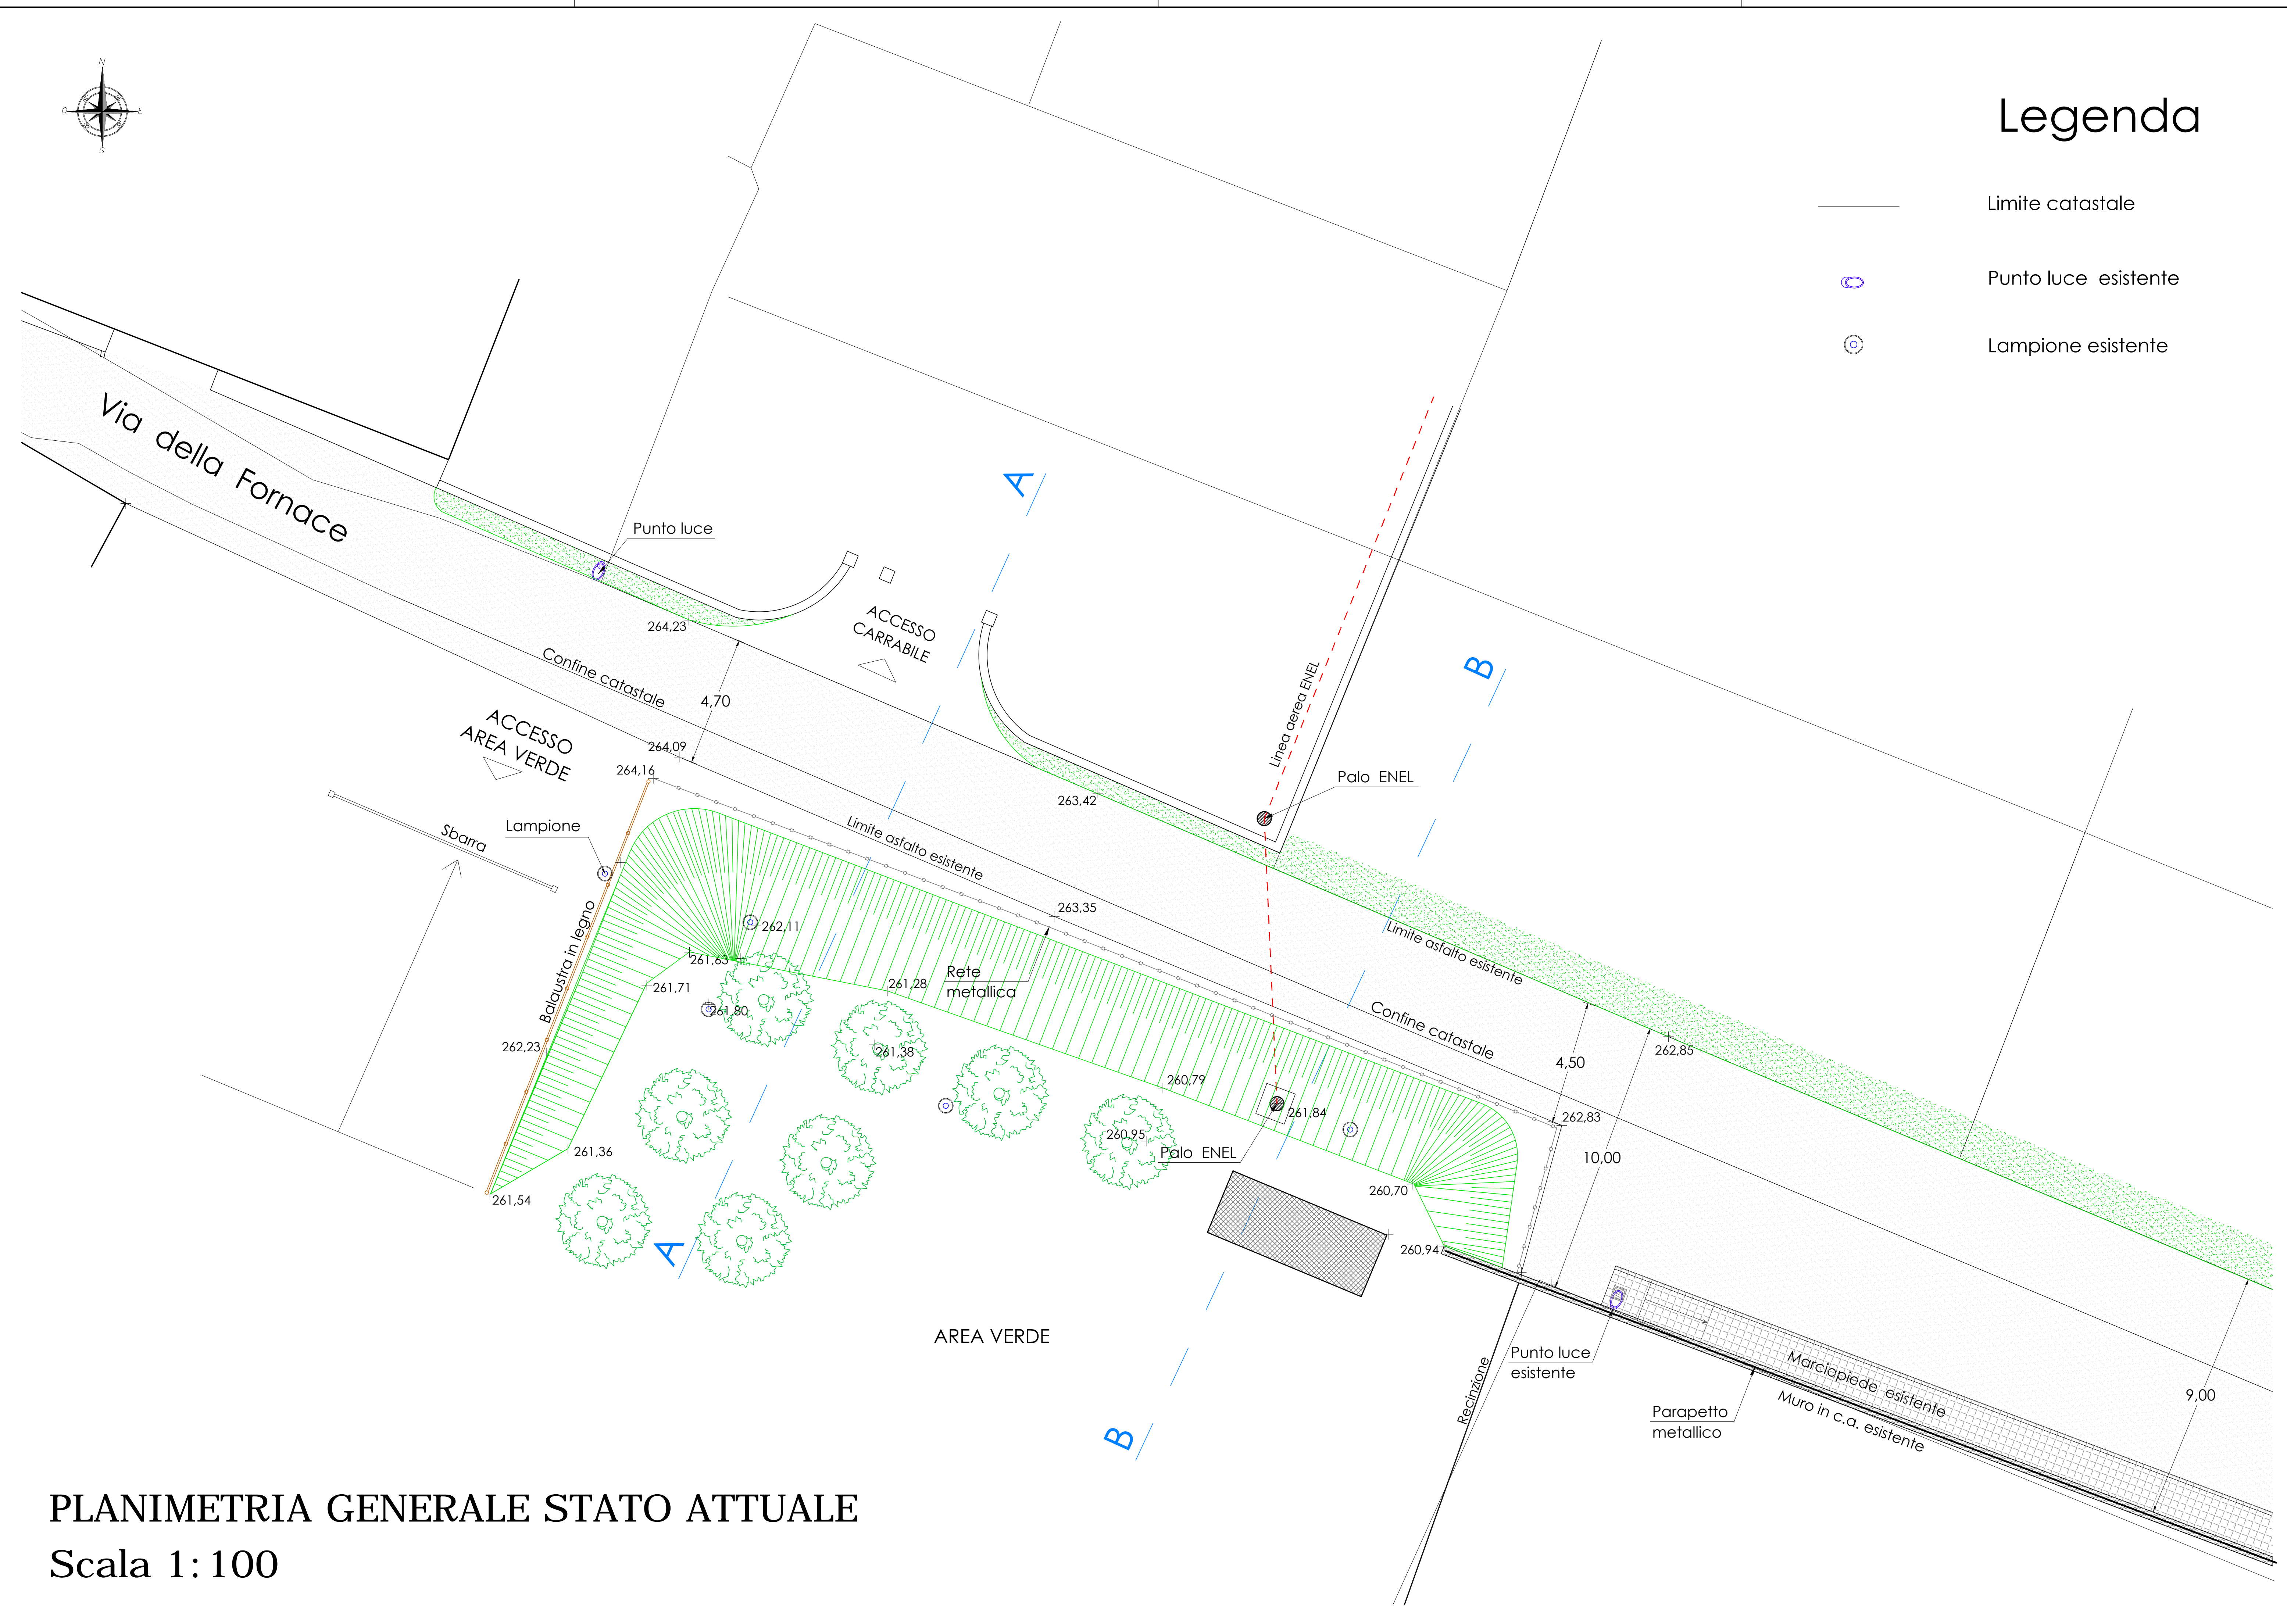 N
O
E
S
Legenda
Limite catastale
Punto luce esistente
Lampione esistente
Via della Fornace
Punto luce
264,23
ACCESSO
CARRABILE
A
B
Confine catastale
4,70
ACCESSO
AREA VERDE
264,09
264,16
Linea aerea ENEL
Palo ENEL
263,42
Sbarra
Lampione
Limite asfalto esistente
263,35
Balaustra in legno
262,11
261,63
261,71
261,80
261,28
Rete
metallica
Limite asfalto esistente
Confine catastale
262,23
261,38
260,79
4,50
262,85
261,84
262,83
260,95
Palo ENEL
10,00
261,36
261,54
260,70
260,94
A
AREA VERDE
B
Recinzione
Punto luce
esistente
Marciapiede esistente
Muro in c.a. esistente
Parapetto
metallico
9,00
PLANIMETRIA GENERALE STATO ATTUALE
Scala 1:100